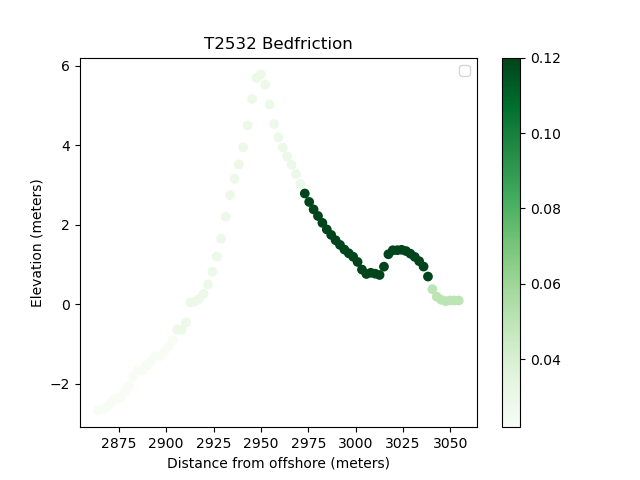 T2532 Bedfriction
6
4
2
0
−2
Elevation (meters)
2875 2900 2925 2950 2975 3000 3025 3050
Distance from offshore (meters)
0.12
0.10
0.08
0.06
0.04